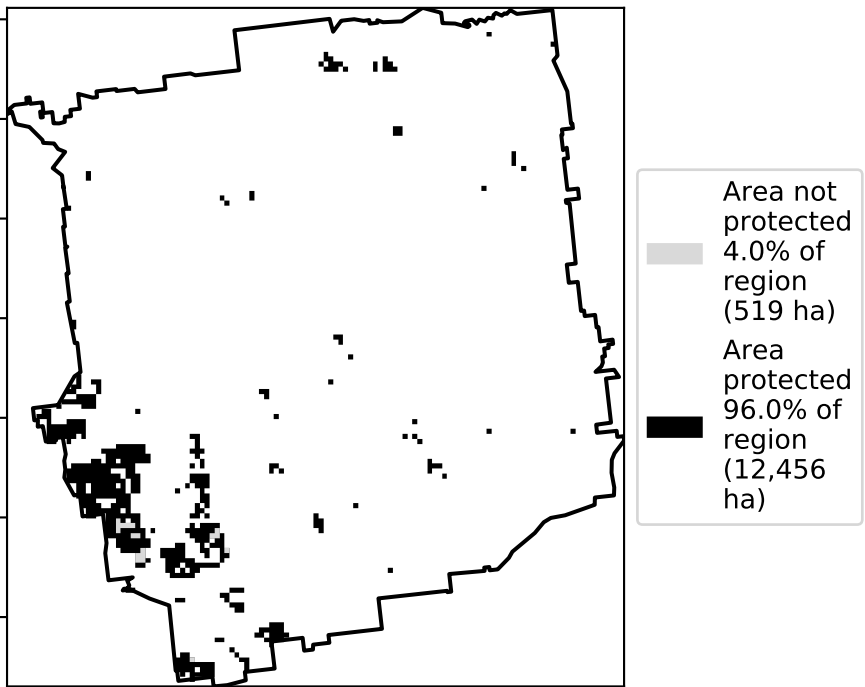 Area not
protected
4.0% of
region
(519 ha)
Area
protected
96.0% of
region
(12,456
ha)